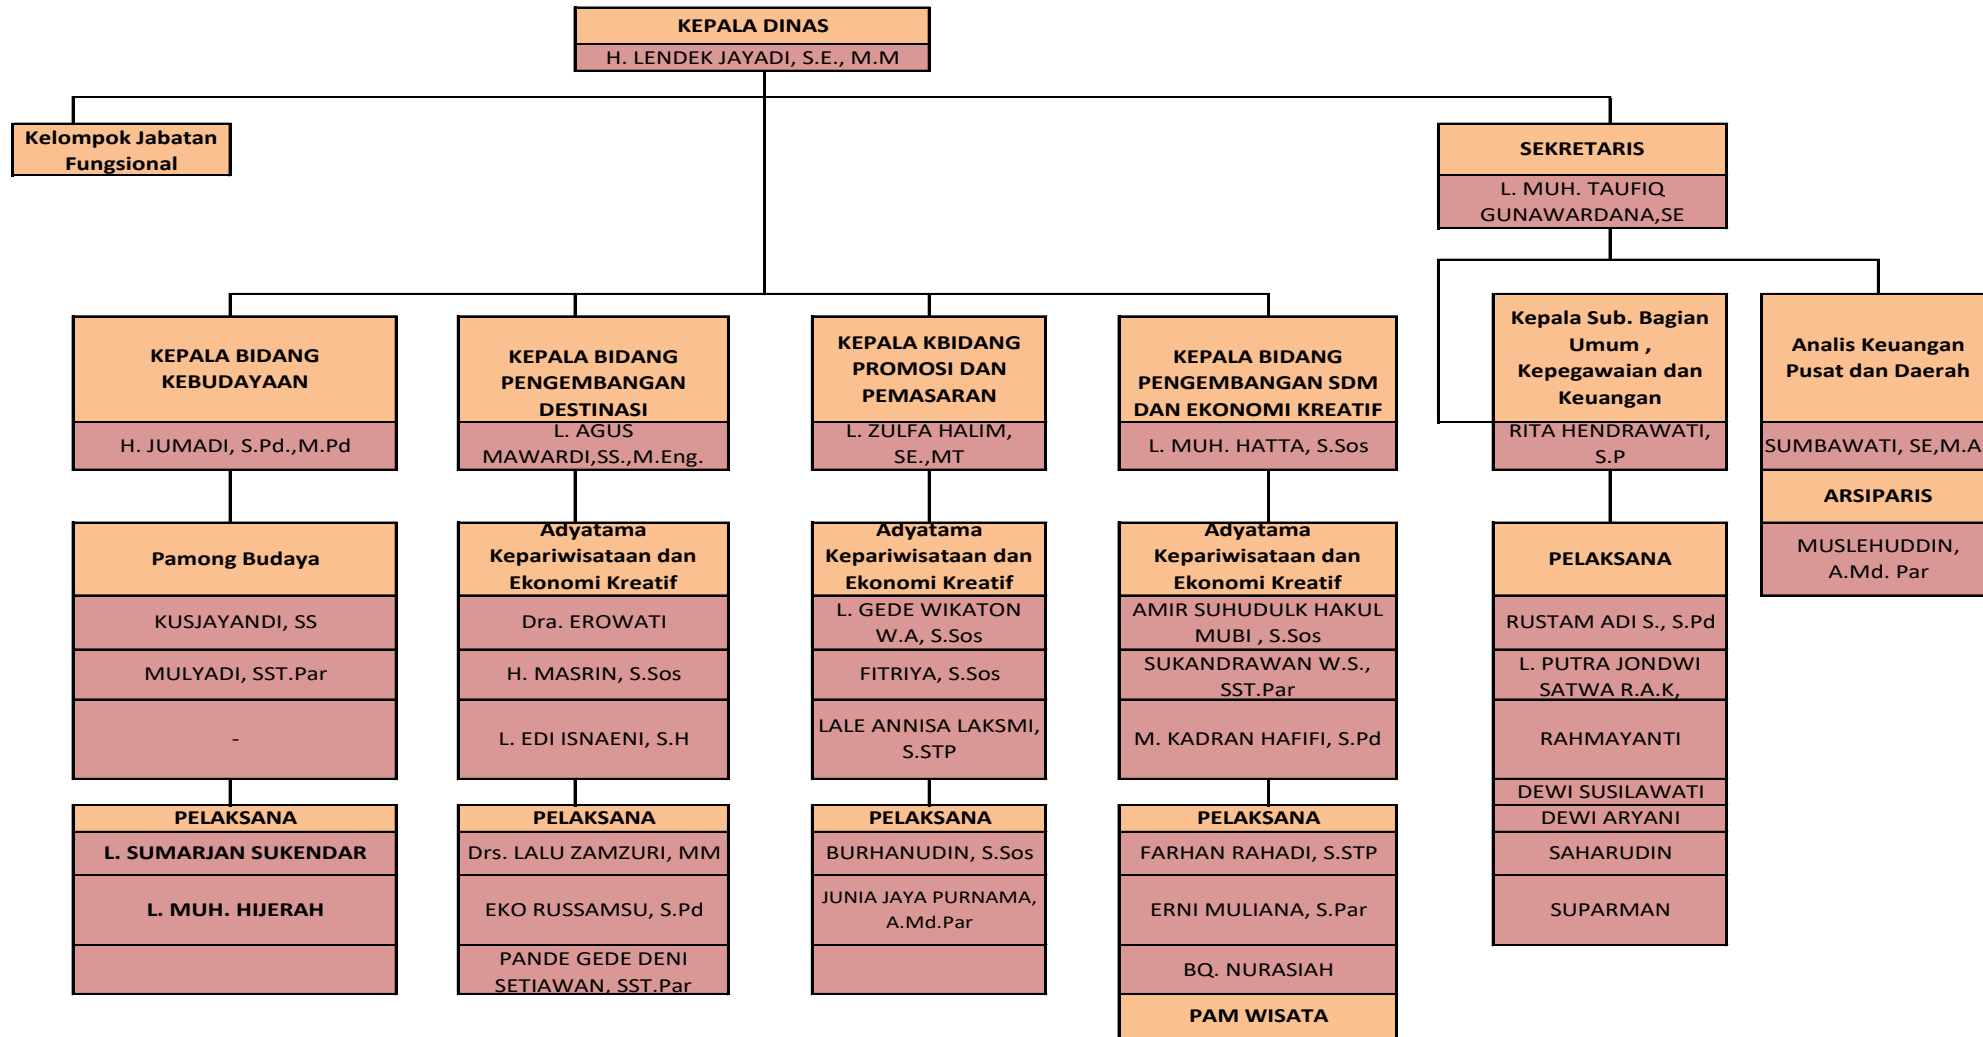 KEPALA DINAS
H. LENDEK JAYADI, S.E., M.M
Kelompok Jabatan
Fungsional
SEKRETARIS
L. MUH. TAUFIQ
GUNAWARDANA,SE
KEPALA BIDANG
KEBUDAYAAN
H. JUMADI, S.Pd.,M.Pd
KEPALA BIDANG
PENGEMBANGAN
DESTINASI
L. AGUS
MAWARDI,SS.,M.Eng.
KEPALA KBIDANG
PROMOSI DAN
PEMASARAN
L. ZULFA HALIM,
SE.,MT
KEPALA BIDANG
PENGEMBANGAN SDM
DAN EKONOMI KREATIF
L. MUH. HATTA, S.Sos
Kepala Sub. Bagian
Umum ,
Kepegawaian dan
Keuangan
RITA HENDRAWATI,
S.P
Analis Keuangan
Pusat dan Daerah
SUMBAWATI, SE,M.A
ARSIPARIS
MUSLEHUDDIN,
A.Md. Par
Pamong Budaya
KUSJAYANDI, SS
MULYADI, SST.Par
-
PELAKSANA
L. SUMARJAN SUKENDAR
L. MUH. HIJERAH
Adyatama
Kepariwisataan dan
Ekonomi Kreatif
Dra. EROWATI
H. MASRIN, S.Sos
L. EDI ISNAENI, S.H
PELAKSANA
Drs. LALU ZAMZURI, MM
EKO RUSSAMSU, S.Pd
PANDE GEDE DENI
SETIAWAN, SST.Par
Adyatama
Kepariwisataan dan
Ekonomi Kreatif
L. GEDE WIKATON
W.A, S.Sos
FITRIYA, S.Sos
LALE ANNISA LAKSMI,
S.STP
PELAKSANA
BURHANUDIN, S.Sos
JUNIA JAYA PURNAMA,
A.Md.Par
Adyatama
Kepariwisataan dan
Ekonomi Kreatif
AMIR SUHUDULK HAKUL
MUBI , S.Sos
SUKANDRAWAN W.S.,
SST.Par
M. KADRAN HAFIFI, S.Pd
PELAKSANA
FARHAN RAHADI, S.STP
ERNI MULIANA, S.Par
BQ. NURASIAH
PAM WISATA
PELAKSANA
RUSTAM ADI S., S.Pd
L. PUTRA JONDWI
SATWA R.A.K,
RAHMAYANTI
DEWI SUSILAWATI
DEWI ARYANI
SAHARUDIN
SUPARMAN